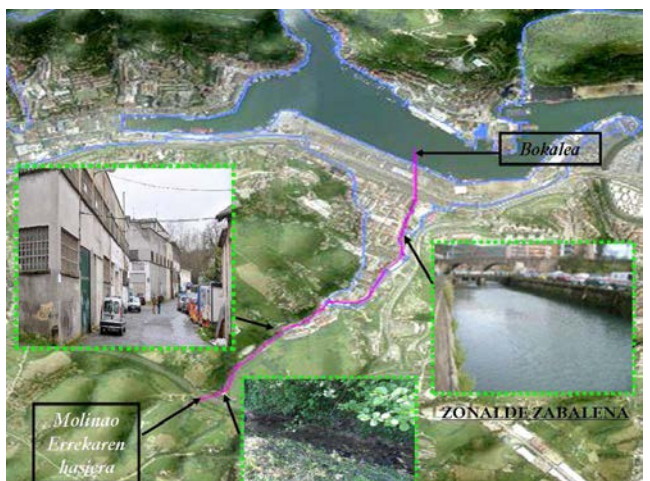 Bokalea
ZONALDE ZABALENA
Molinao
Errekaren
hasiera